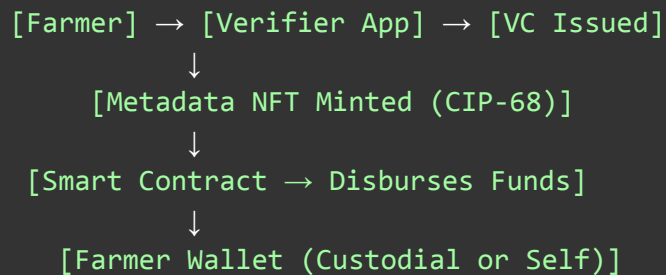 [Farmer] → [Verifier App] → [VC Issued]
↓
[Metadata NFT Minted (CIP-68)]
↓
[Smart Contract → Disburses Funds]
↓
[Farmer Wallet (Custodial or Self)]